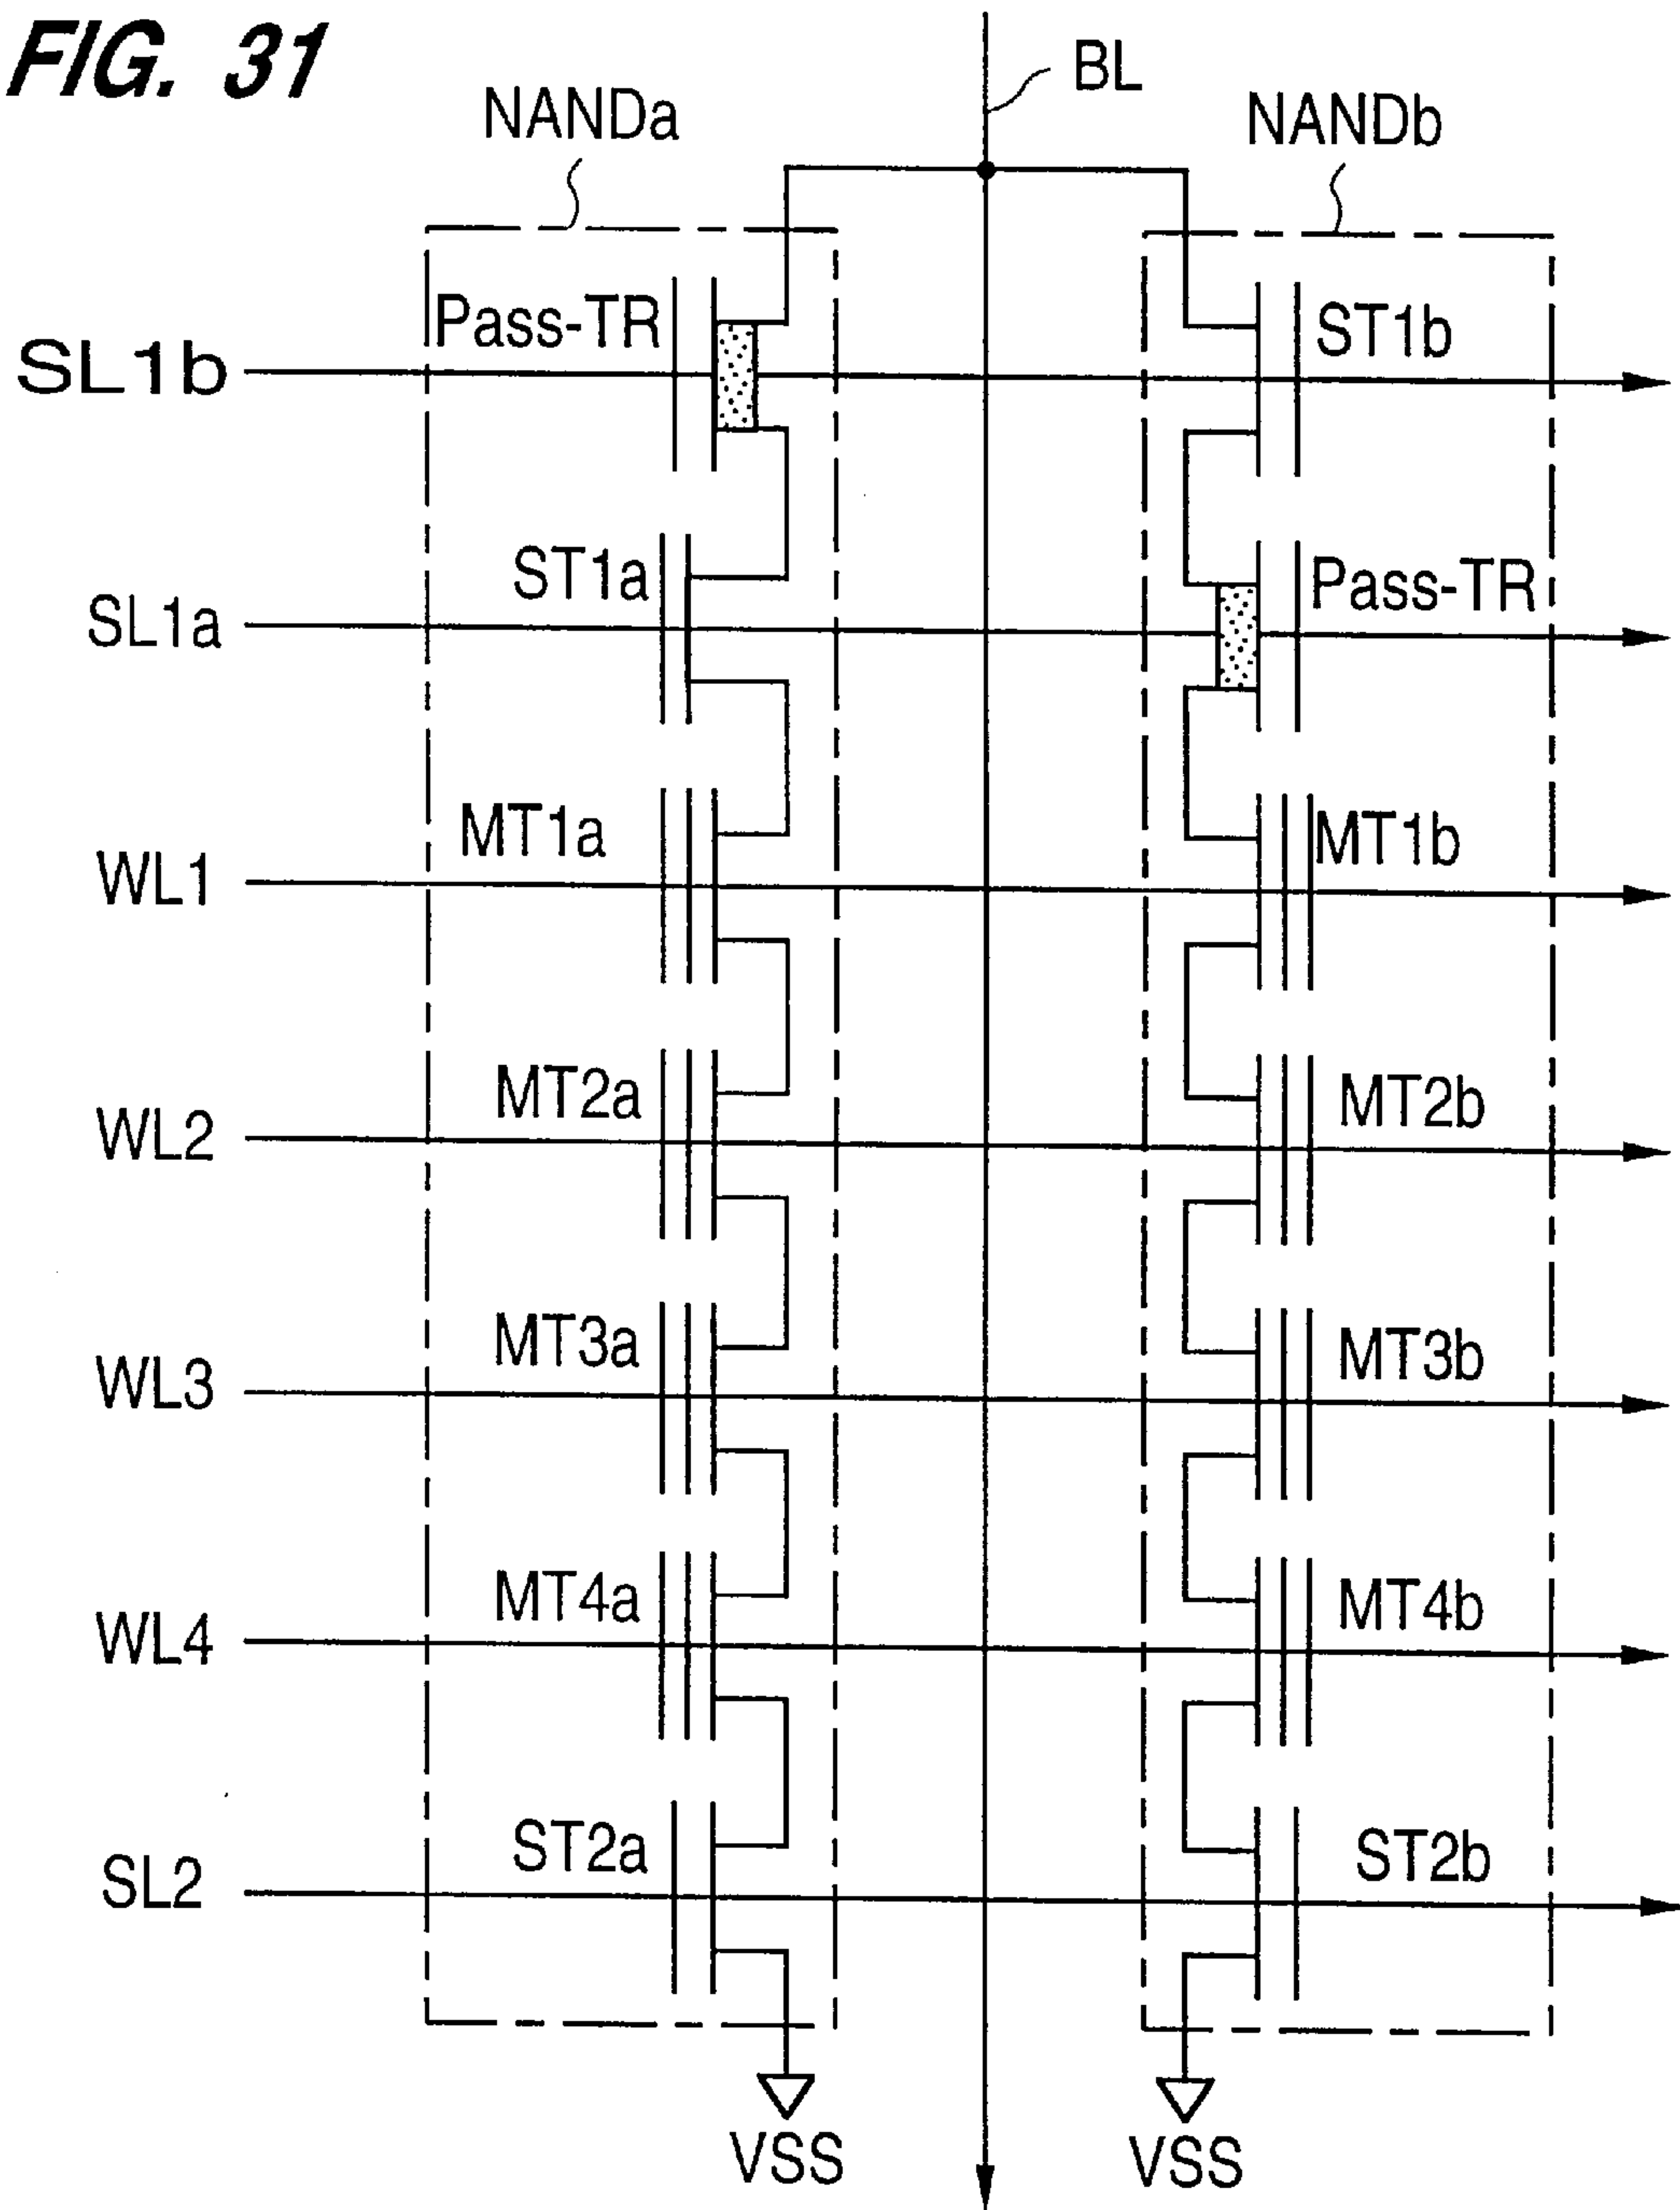 FIG. 31
BL
NANDa
NANDb
Pass-TR
ST1b
SL1b
ST1a
Pass-TR
SL1a
MT1a
MT1b
WL1
MT2a
MT2b
WL2
MT3a
MT3b
WL3
MT4a
MT4b
WL4
ST2a
ST2b
SL2
VSS
VSS